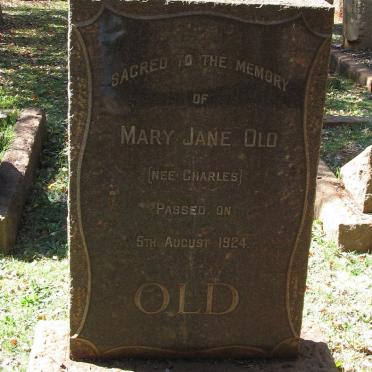 SACRED TO THE MEMORY
OF
MARY JANE OLD
(NEE CHARLES)
PASSED ON
5TH AUGUST 1924.
OLD